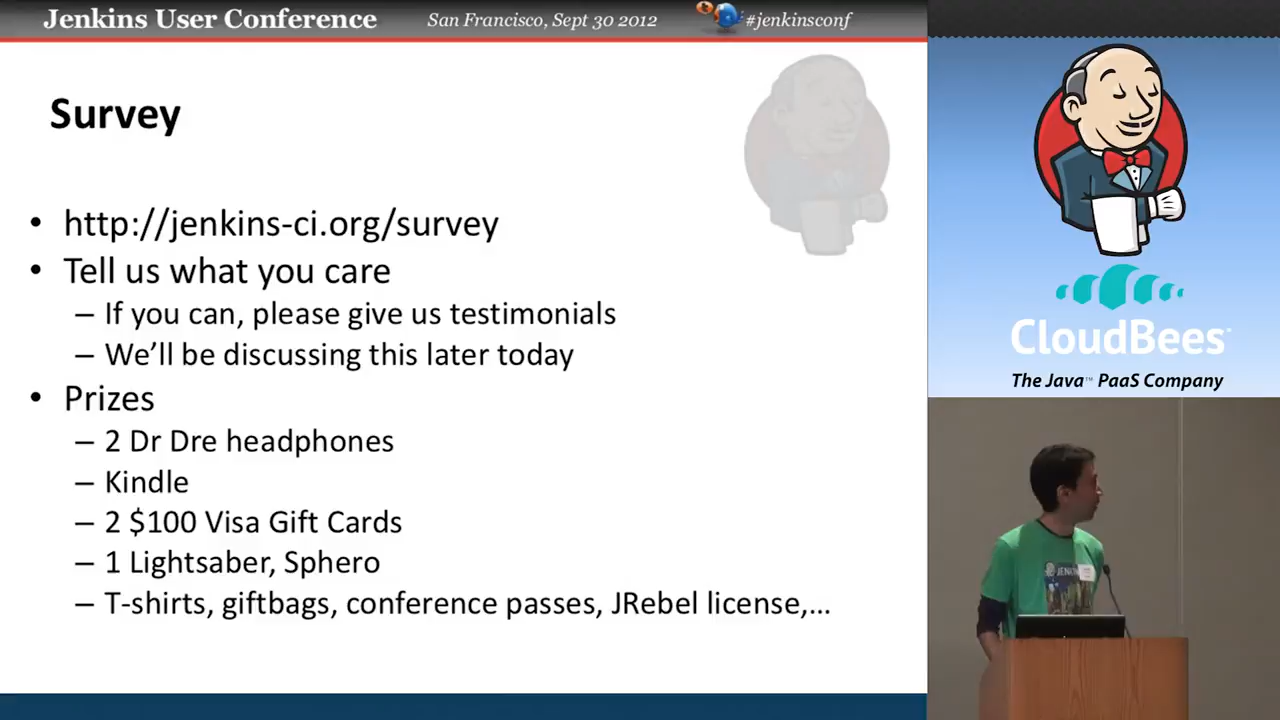 Jenkins User Conference San Francisco, Sept 30 2012 #jenkinsconf
Survey
• http://jenkins-ci.org/survey
• Tell us what you care
– If you can, please give us testimonials
– We'll be discussing this later today
• Prizes
– 2 Dr Dre headphones
– Kindle
– 2 $100 Visa Gift Cards
– 1 Lightsaber, Sphero
– T-shirts, giftbags, conference passes, JRebel license,...
CloudBees™
The Java™ PaaS Company
JENKINS